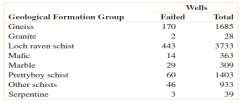 Wells
Geological Formation Group Failed Total
Gneiss 170 1685
Granite 2 28
Loch raven schist 443 3733
Mafic 14 363
Marble 29 309
Prettyboy schist 60 1403
Other schists 46 933
Serpentine 3 39